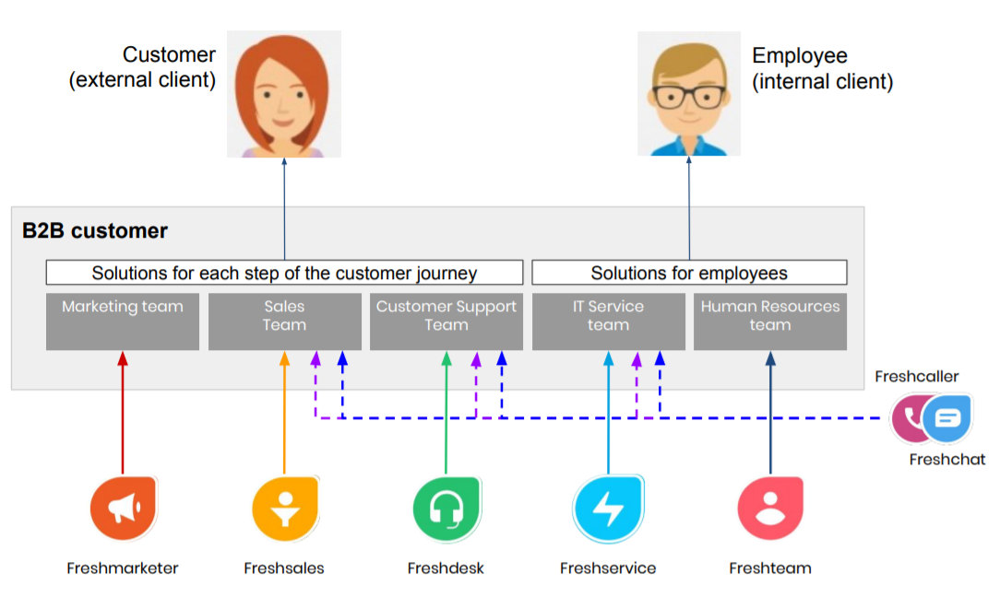 Customer
(external client)
Employee
(internal client)
B2B customer
Solutions for each step of the customer journey
Solutions for employees
Marketing team
Sales
Team
Customer Support
Team
IT Service
team
Human Resources
team
Freshcaller
Freshchat
Freshmarketer
Freshsales
Freshdesk
Freshservice
Freshteam